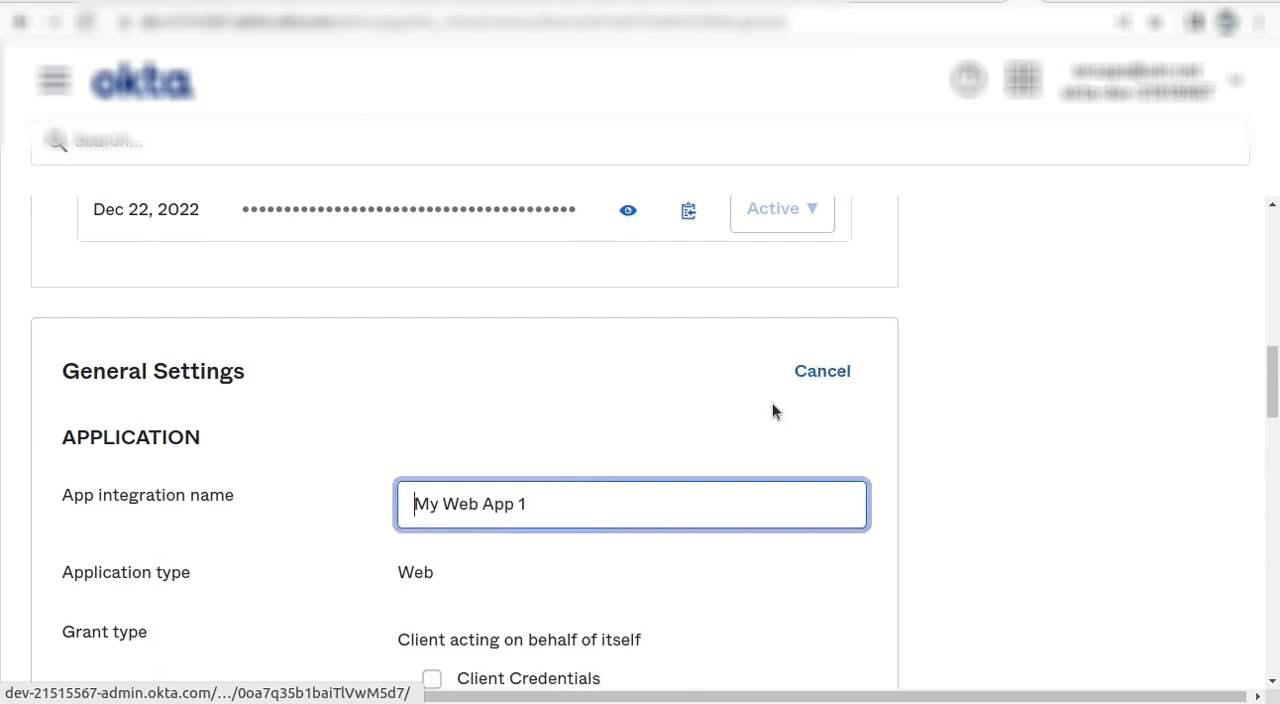 okta
Search...
Dec 22, 2022 •••••••••••••••••••••••••••••••••••••••• Active ▼
General Settings
Cancel
APPLICATION
App integration name
My Web App 1
Application type
Web
Grant type
Client acting on behalf of itself
Client Credentials
dev-21515567-admin.okta.com/.../0oa7q35b1baiTlVwM5d7/